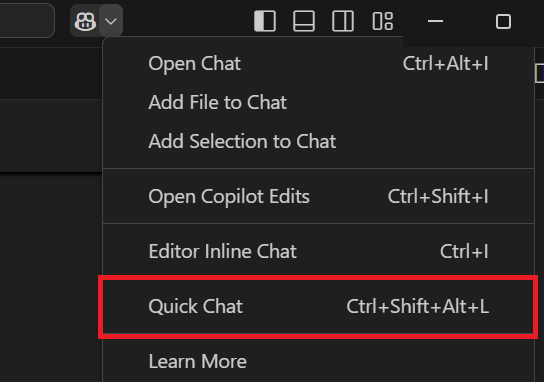 Open Chat Ctrl+Alt+I
Add File to Chat
Add Selection to Chat
Open Copilot Edits Ctrl+Shift+I
Editor Inline Chat Ctrl+I
Quick Chat Ctrl+Shift+Alt+L
Learn More